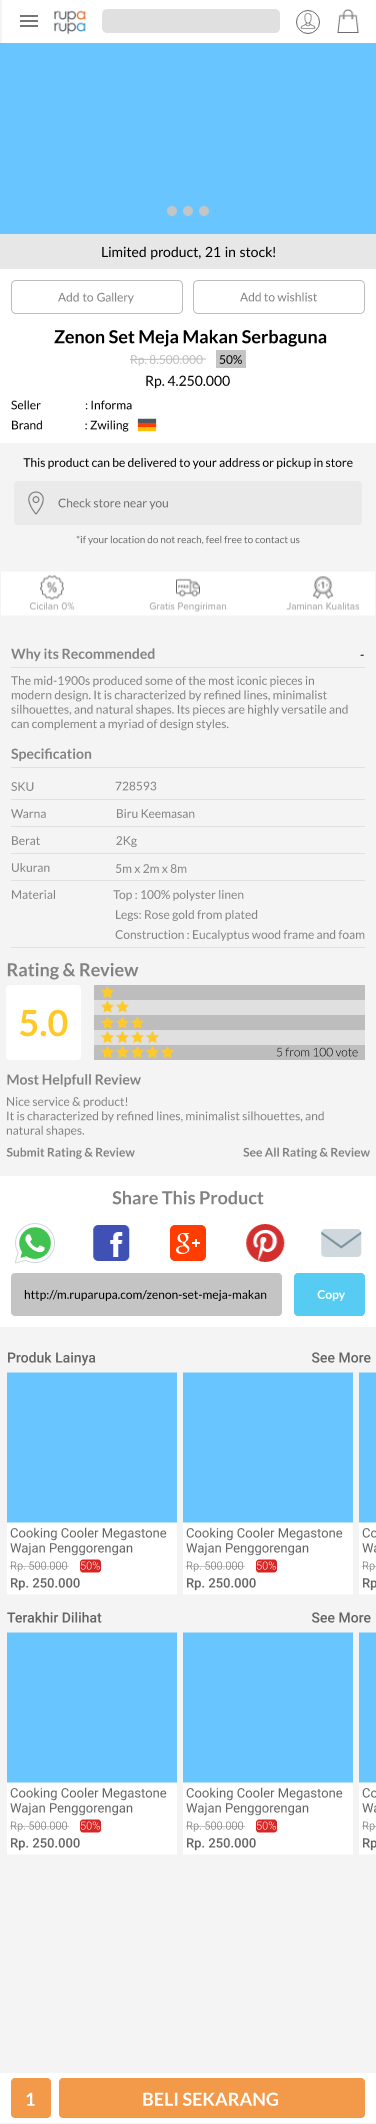 rupa
rupa
Limited product, 21 in stock!
Add to Gallery
Add to wishlist
Zenon Set Meja Makan Serbaguna
Rp. 8.500.000 50%
Rp. 4.250.000
Seller : Informa
Brand : Zwiling
This product can be delivered to your address or pickup in store
Check store near you
*if your location do not reach, feel free to contact us
%
Cicilan 0%
Gratis Pengiriman
1
Jaminan Kualitas
Why its Recommended -
The mid-1900s produced some of the most iconic pieces in
modern design. It is characterized by refined lines, minimalist
silhouettes, and natural shapes. Its pieces are highly versatile and
can complement a myriad of design styles.
Specification
SKU 728593
Warna Biru Keemasan
Berat 2Kg
Ukuran 5m x 2m x 8m
Material Top : 100% polyster linen
Legs: Rose gold from plated
Construction : Eucalyptus wood frame and foam
Rating & Review
5.0
5 from 100 vote
Most Helpfull Review
Nice service & product!
It is characterized by refined lines, minimalist silhouettes, and
natural shapes.
Submit Rating & Review See All Rating & Review
Share This Product
f g+ p
http://m.ruparupa.com/zenon-set-meja-makan
Copy
Produk Lainya See More
Cooking Cooler Megastone
Wajan Penggorengan
Rp. 500.000 50%
Rp. 250.000
Cooking Cooler Megastone
Wajan Penggorengan
Rp. 500.000 50%
Rp. 250.000
Co
Wa
Rp
Rp
Terakhir Dilihat See More
Cooking Cooler Megastone
Wajan Penggorengan
Rp. 500.000 50%
Rp. 250.000
Cooking Cooler Megastone
Wajan Penggorengan
Rp. 500.000 50%
Rp. 250.000
Co
Wa
Rp
Rp
1 BELI SEKARANG